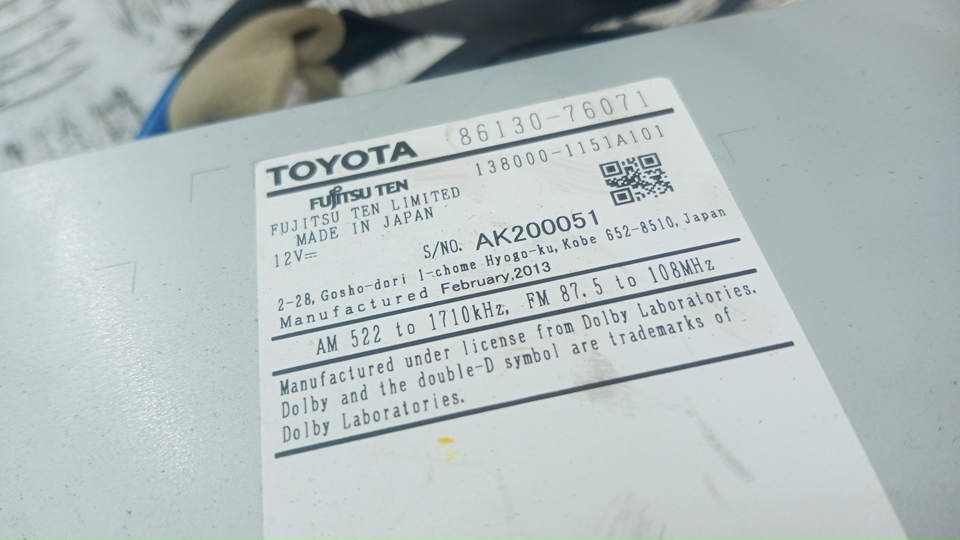 TOYOTA 86130-76071
138000-1151A101
FUJITSU TEN
FUJITSU TEN LIMITED
MADE IN JAPAN
12V⎓ S/NO. AK200051
2-28, Gosho-dori 1-chome Hyogo-ku, Kobe 652-8510, Japan
Manufactured February,2013
AM 522 to 1710kHz, FM 87.5 to 108MHz
Manufactured under license from Dolby Laboratories.
Dolby and the double-D symbol are trademarks of
Dolby Laboratories.